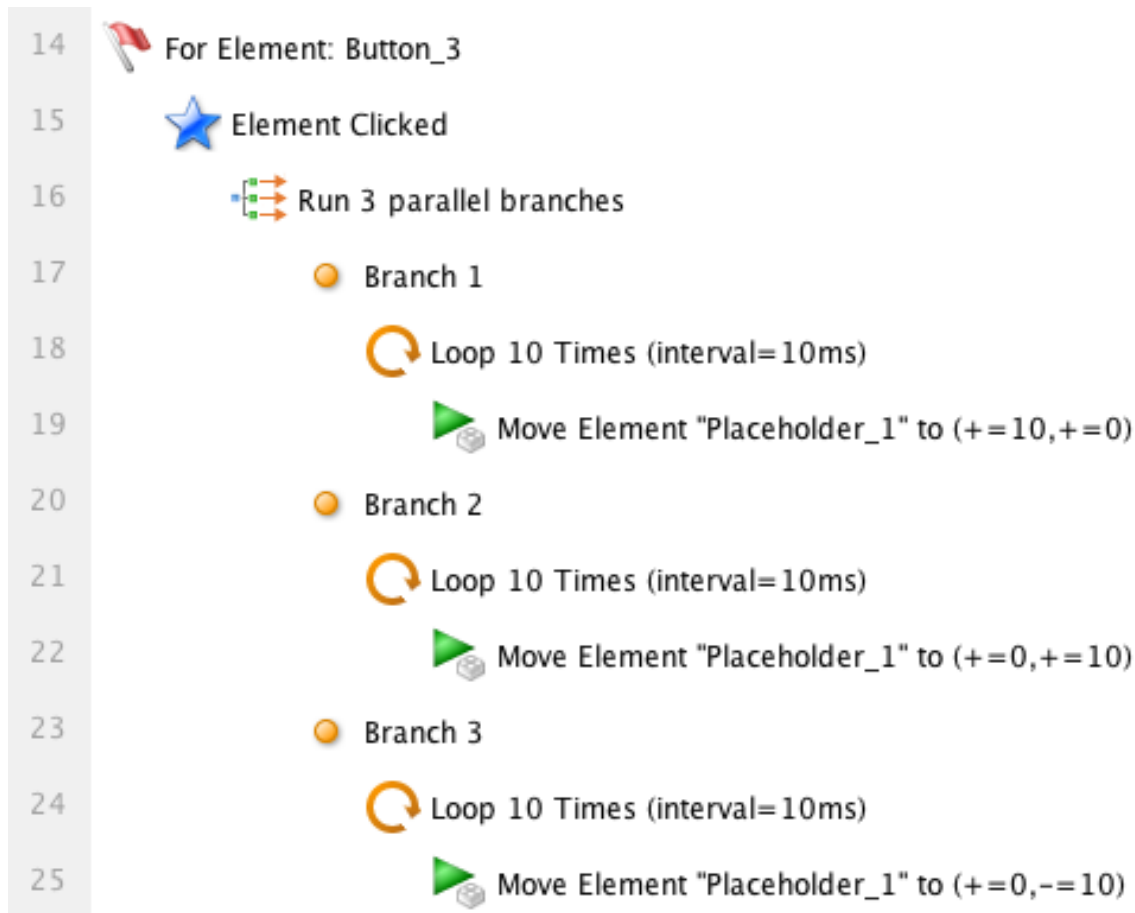 14 For Element: Button_3
15 Element Clicked
16 Run 3 parallel branches
17 Branch 1
18 Loop 10 Times (interval=10ms)
19 Move Element "Placeholder_1" to (+=10,+=0)
20 Branch 2
21 Loop 10 Times (interval=10ms)
22 Move Element "Placeholder_1" to (+=0,+=10)
23 Branch 3
24 Loop 10 Times (interval=10ms)
25 Move Element "Placeholder_1" to (+=0,-=10)